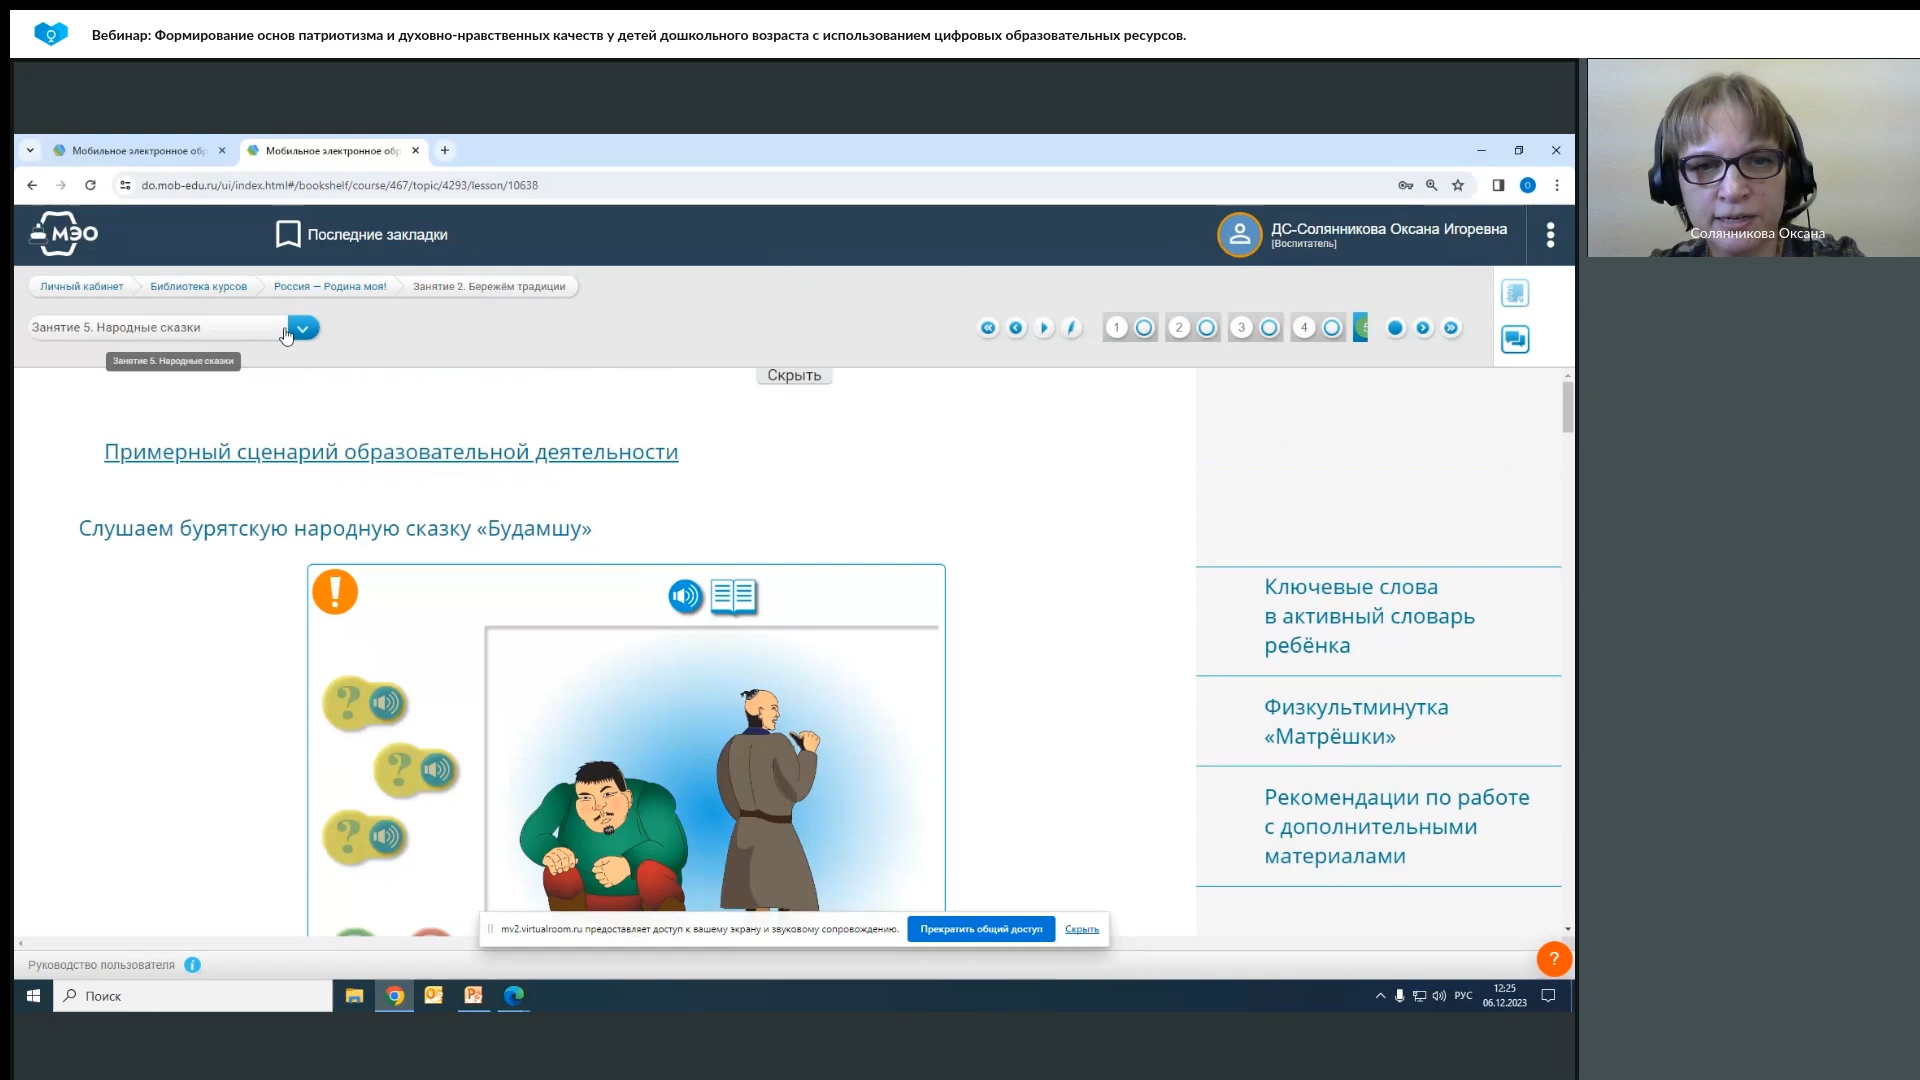 Вебинар: Формирование основ патриотизма и духовно-нравственных качеств у детей дошкольного возраста с использованием цифровых образовательных ресурсов.
Солянникова Оксана
Мобильное электронное обр
Мобильное электронное обр
do.mob-edu.ru/ui/index.html#/bookshelf/course/467/topic/4293/lesson/10638
О
МЭО
Последние закладки
ДС-Солянникова Оксана Игоревна
[Воспитатель]
Личный кабинет
Библиотека курсов
Россия — Родина моя!
Занятие 2. Бережём традиции
Занятие 5. Народные сказки
1
2
3
4
5
Занятие 5. Народные сказки
Скрыть
Примерный сценарий образовательной деятельности
Слушаем бурятскую народную сказку «Будамшу»
!
?
?
?
Ключевые слова
в активный словарь
ребёнка
Физкультминутка
«Матрёшки»
Рекомендации по работе
с дополнительными
материалами
mv2.virtualroom.ru предоставляет доступ к вашему экрану и звуковому сопровождению.
Прекратить общий доступ
Скрыть
Руководство пользователя
i
?
Поиск
РУС
12:25
06.12.2023